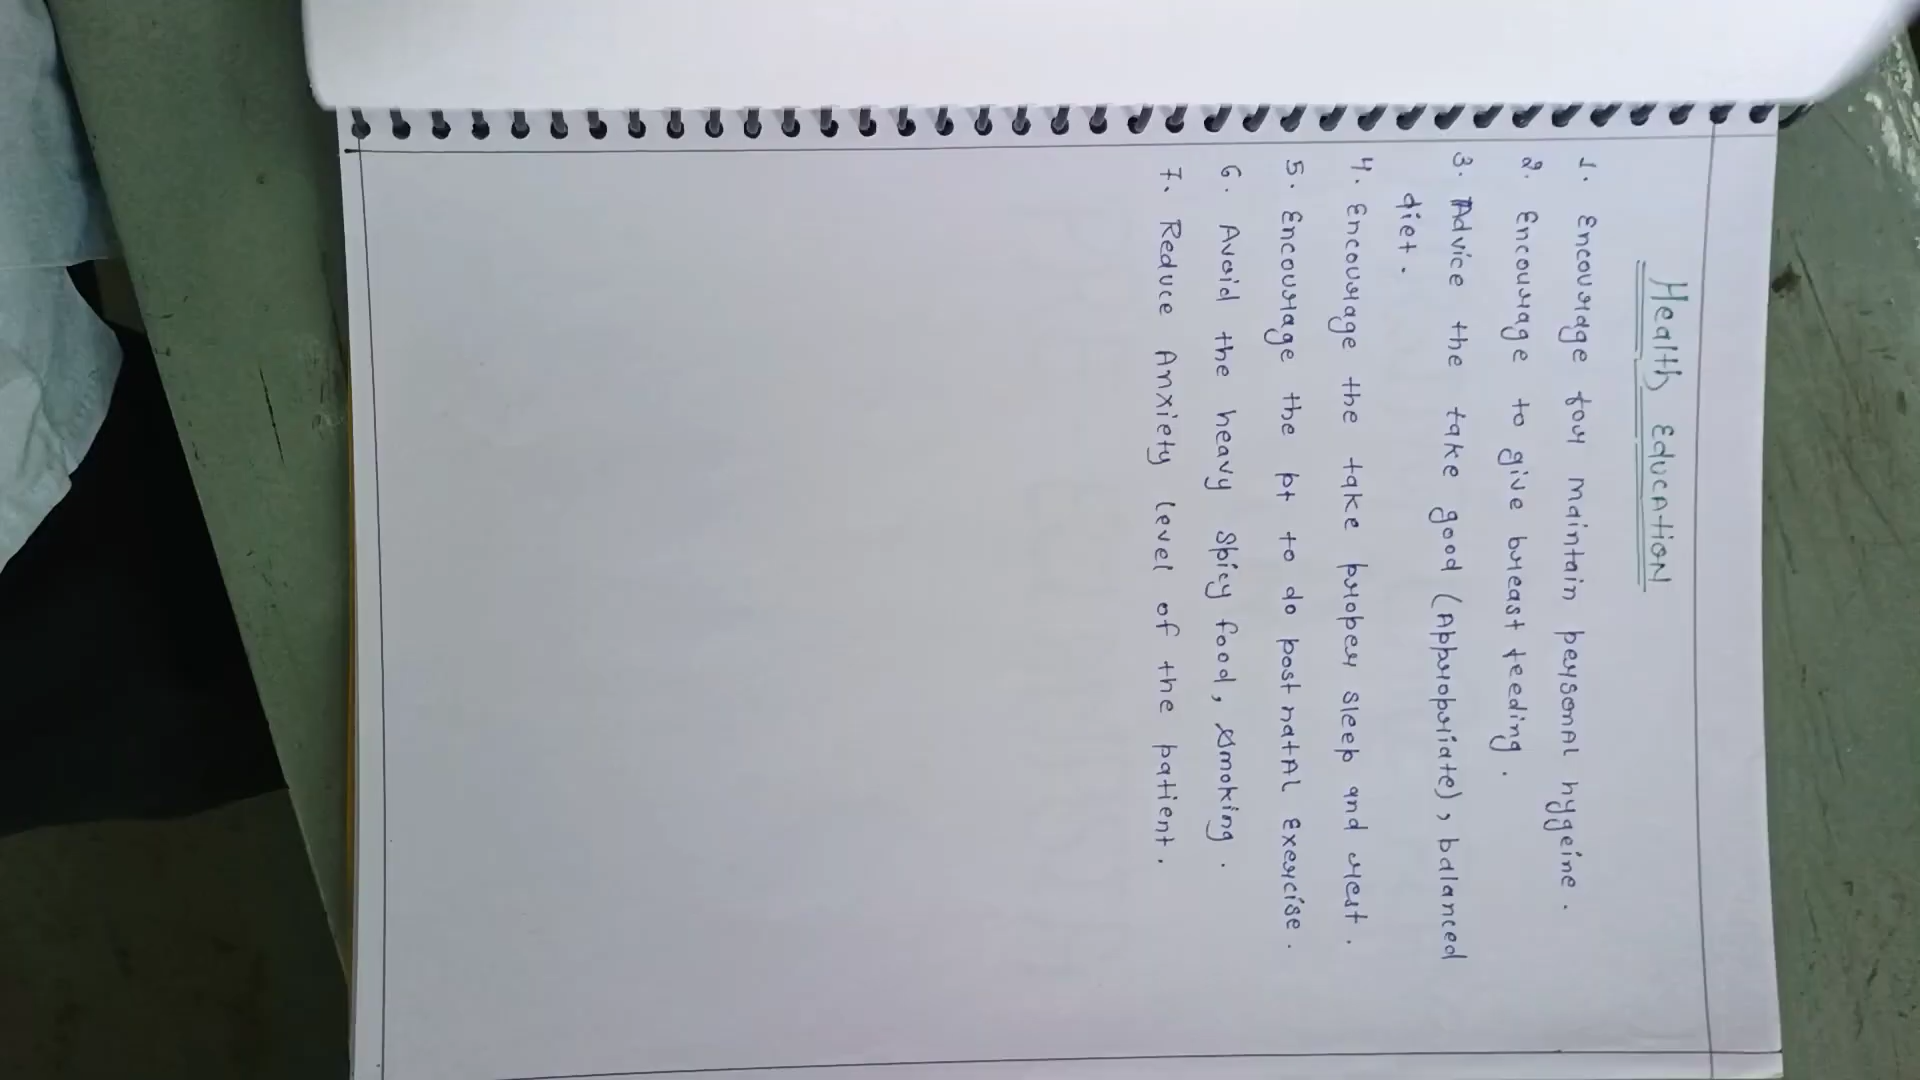 Health Education
1. Encourage for maintain personal hygeine.
2. Encourage to give breast feeding.
3. Advice the take good (Appropriate), balanced
diet.
4. Encourage the take proper sleep and rest.
5. Encourage the pt to do postnatal exercise.
6. Avoid the heavy spicy food, smoking.
7. Reduce Anxiety level of the patient.